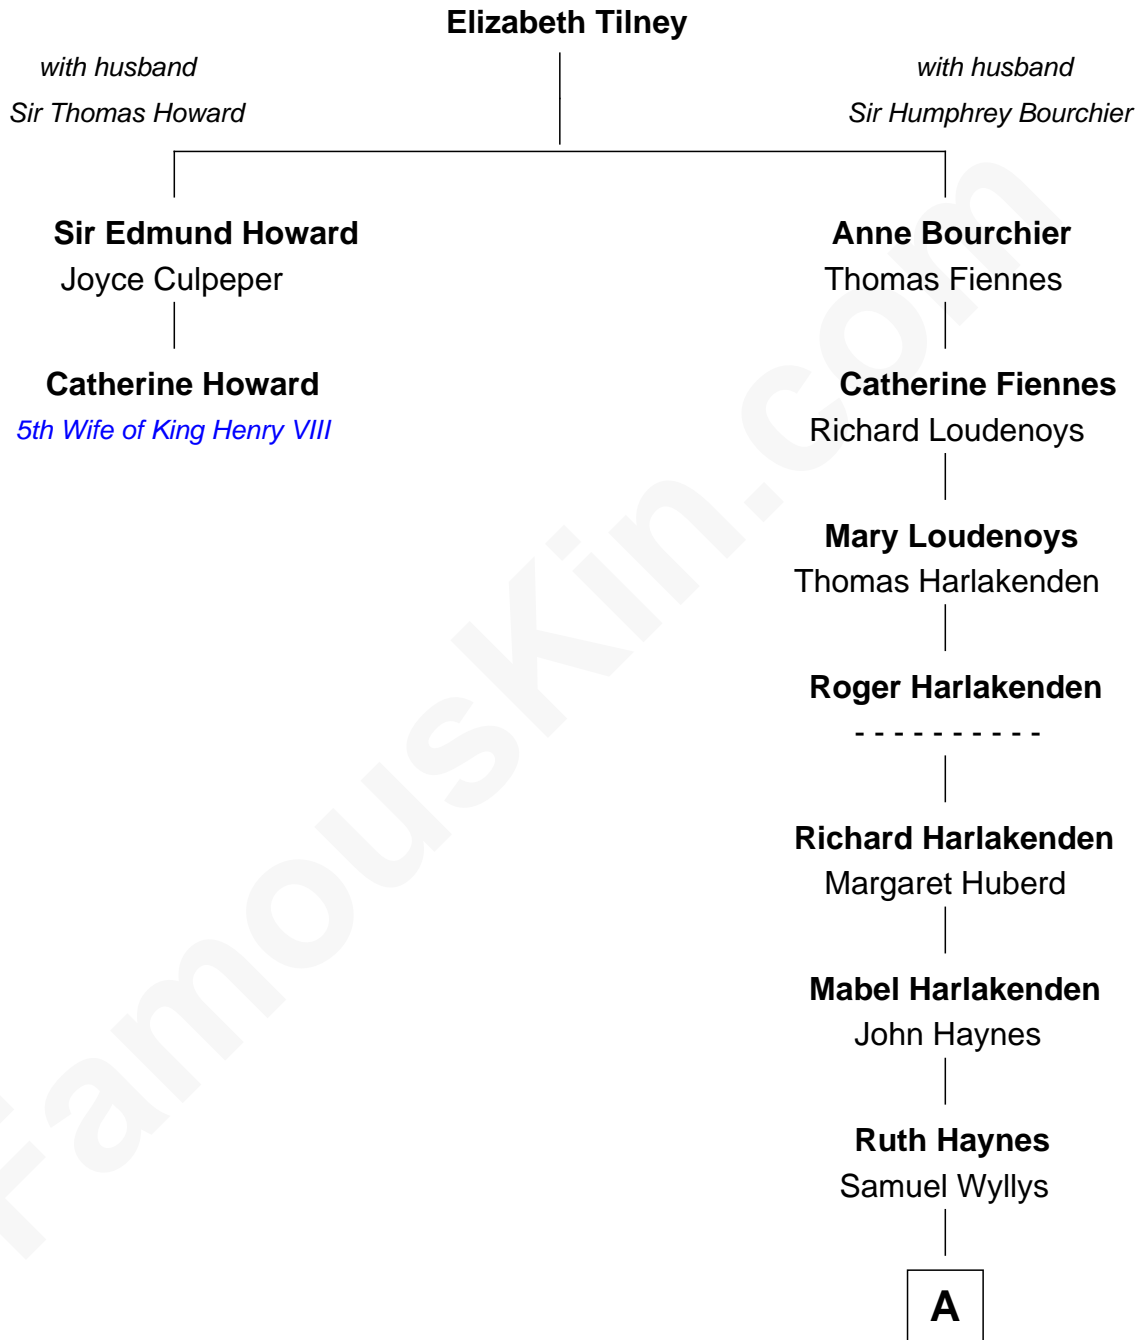 Elizabeth Tilney
with husband
Sir Thomas Howard
with husband
Sir Humphrey Bourchier
Sir Edmund Howard
Joyce Culpeper
Anne Bourchier
Thomas Fiennes
Catherine Howard
5th Wife of King Henry VIII
Catherine Fiennes
Richard Loudenoys
Mary Loudenoys
Thomas Harlakenden
Roger Harlakenden
- - - - - - - - - -
Richard Harlakenden
Margaret Huberd
Mabel Harlakenden
John Haynes
Ruth Haynes
Samuel Wyllys
A
FamousKin.com